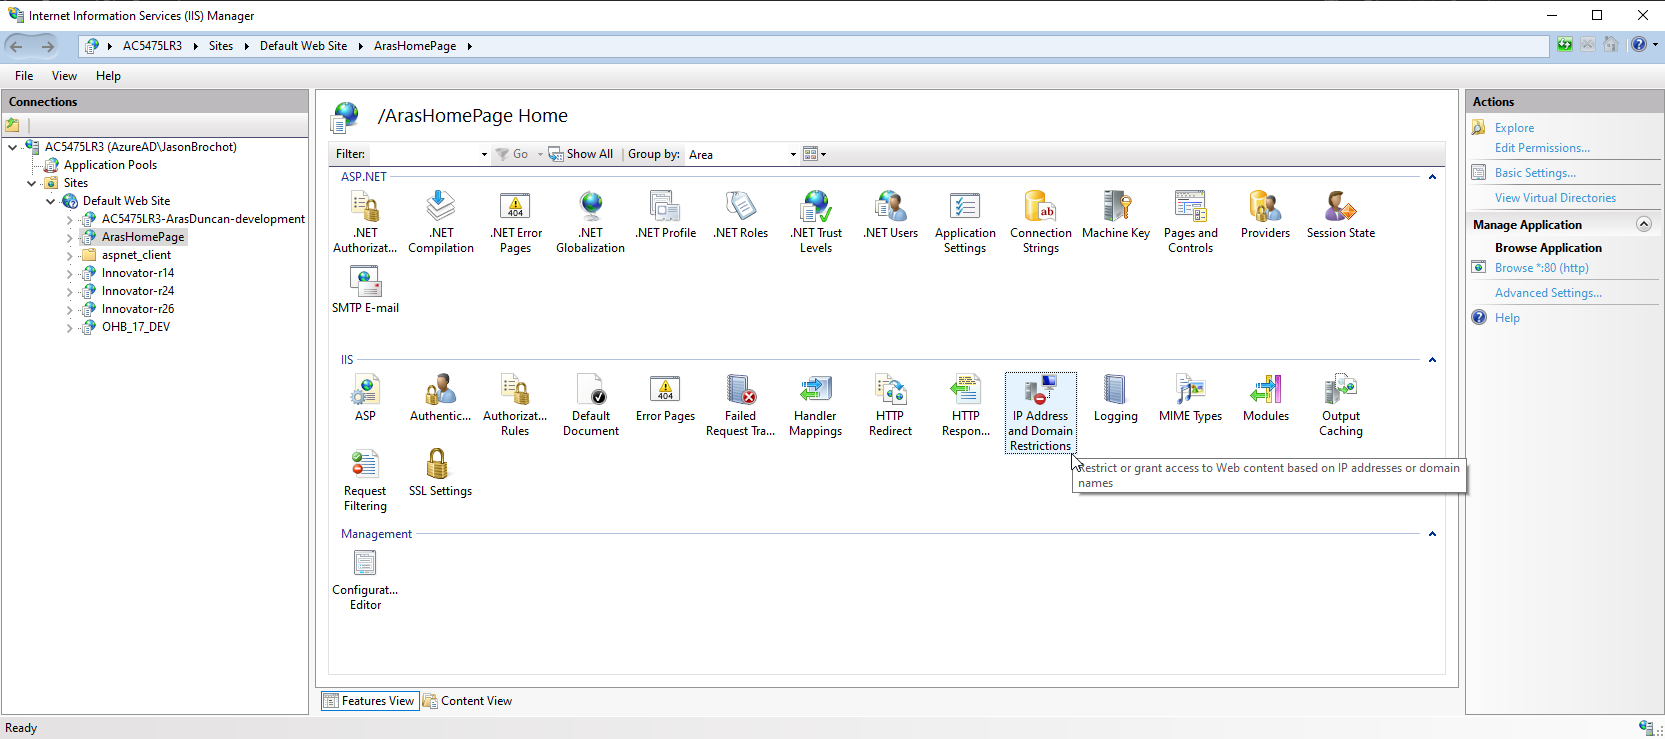 Internet Information Services (IIS) Manager
AC5475LR3 Sites Default Web Site ArasHomePage
File View Help
Connections
AC5475LR3 (AzureAD\JasonBrochot)
Application Pools
Sites
Default Web Site
AC5475LR3-ArasDuncan-development
ArasHomePage
aspnet_client
Innovator-r14
Innovator-r24
Innovator-r26
OHB_17_DEV
/ArasHomePage Home
Filter: Go Show All Group by: Area
ASP.NET
.NET Authorizat...
.NET Compilation
404
.NET Error Pages
.NET Globalization
.NET Profile
.NET Roles
.NET Trust Levels
.NET Users
Application Settings
ab
Connection Strings
Machine Key
Pages and Controls
Providers
Session State
SMTP E-mail
IIS
ASP
Authentic...
Authorizat... Rules
Default Document
404
Error Pages
Failed Request Tra...
Handler Mappings
HTTP Redirect
HTTP Respon...
IP Address and Domain Restrictions
Logging
MIME Types
Modules
Output Caching
Restrict or grant access to Web content based on IP addresses or domain
names
Request Filtering
SSL Settings
Management
Configurat... Editor
Features View Content View
Actions
Explore
Edit Permissions...
Basic Settings...
View Virtual Directories
Manage Application
Browse Application
Browse *:80 (http)
Advanced Settings...
Help
Ready